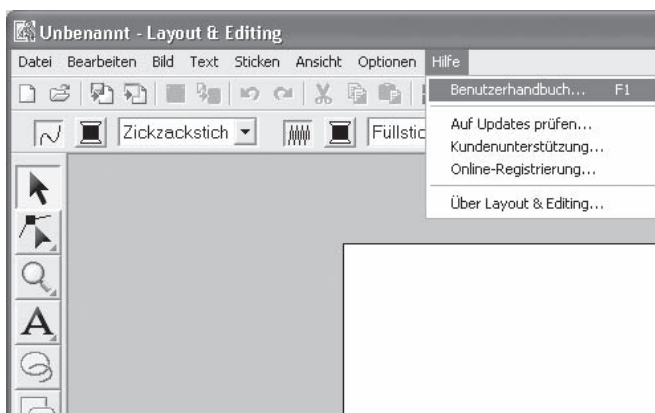 Unbenannt - Layout & Editing
Datei Bearbeiten Bild Text Sticken Ansicht Optionen Hilfe
Benutzerhandbuch... F1
Zickzackstich Füllstic
Auf Updates prüfen...
Kundenunterstützung...
Online-Registrierung...
Über Layout & Editing...
A